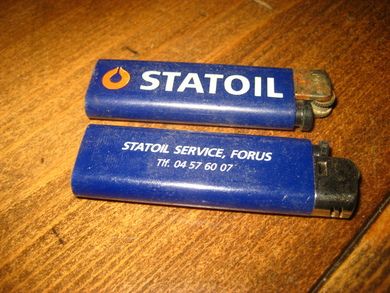 STATOIL
STATOIL SERVICE, FORUS
Tlf. 04 57 60 07